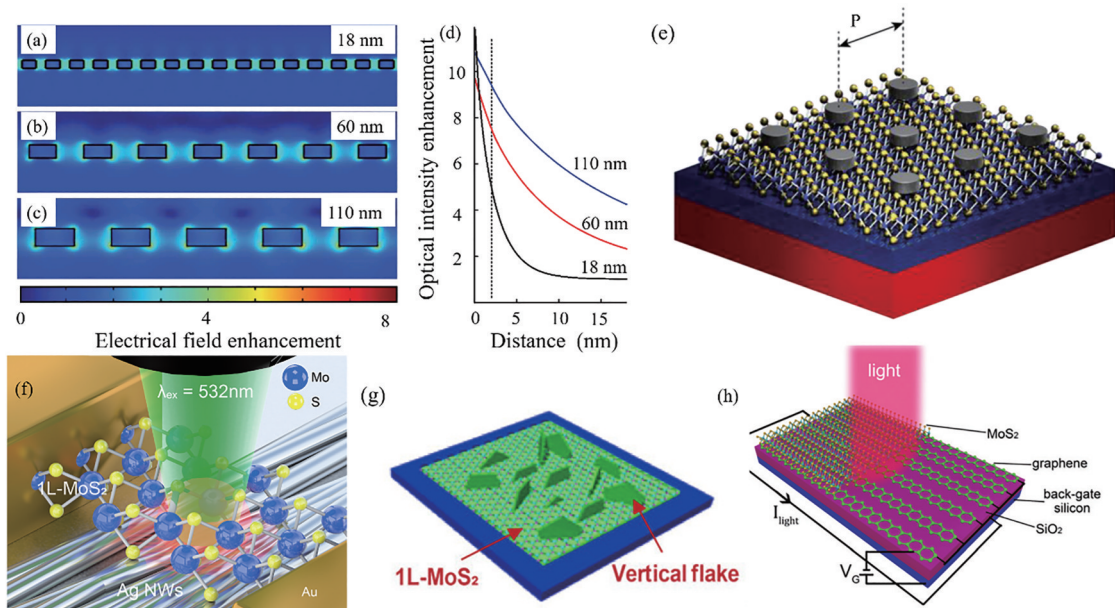 (a)
18 nm
(b)
60 nm
(c)
110 nm
0
4
8
Electrical field enhancement
(d)
Optical intensity enhancement
10
8
6
4
2
110 nm
60 nm
18 nm
0
5
10
15
Distance (nm)
(e)
P
(f)
λex = 532nm
Mo
S
1L-MoS₂
Ag NWs
Au
(g)
1L-MoS₂
Vertical flake
(h)
light
MoS₂
graphene
back-gate
silicon
SiO₂
Ilight
VG